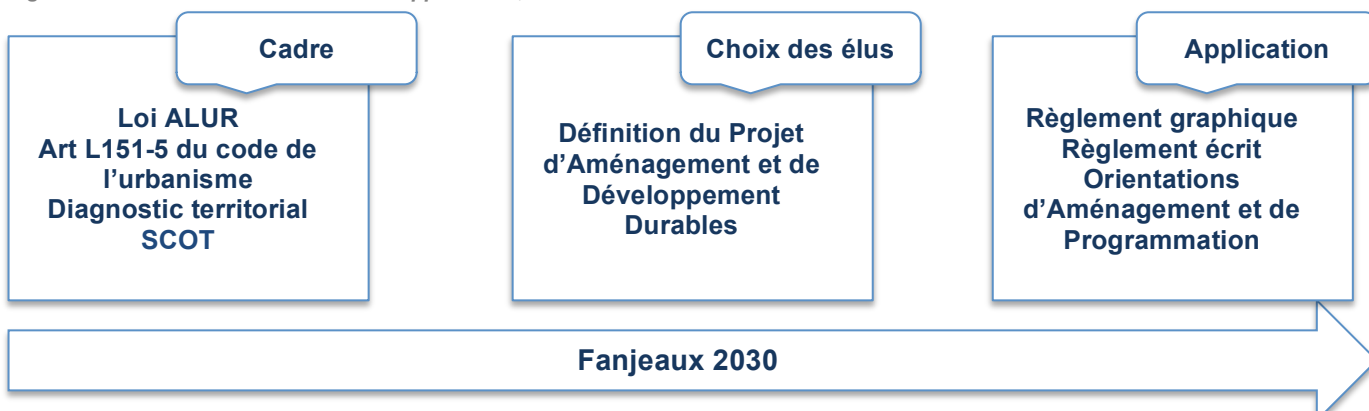 Cadre
Loi ALUR
Art L151-5 du code de
l’urbanisme
Diagnostic territorial
SCOT
Choix des élus
Définition du Projet
d’Aménagement et de
Développement
Durables
Application
Règlement graphique
Règlement écrit
Orientations
d’Aménagement et de
Programmation
Fanjeaux 2030